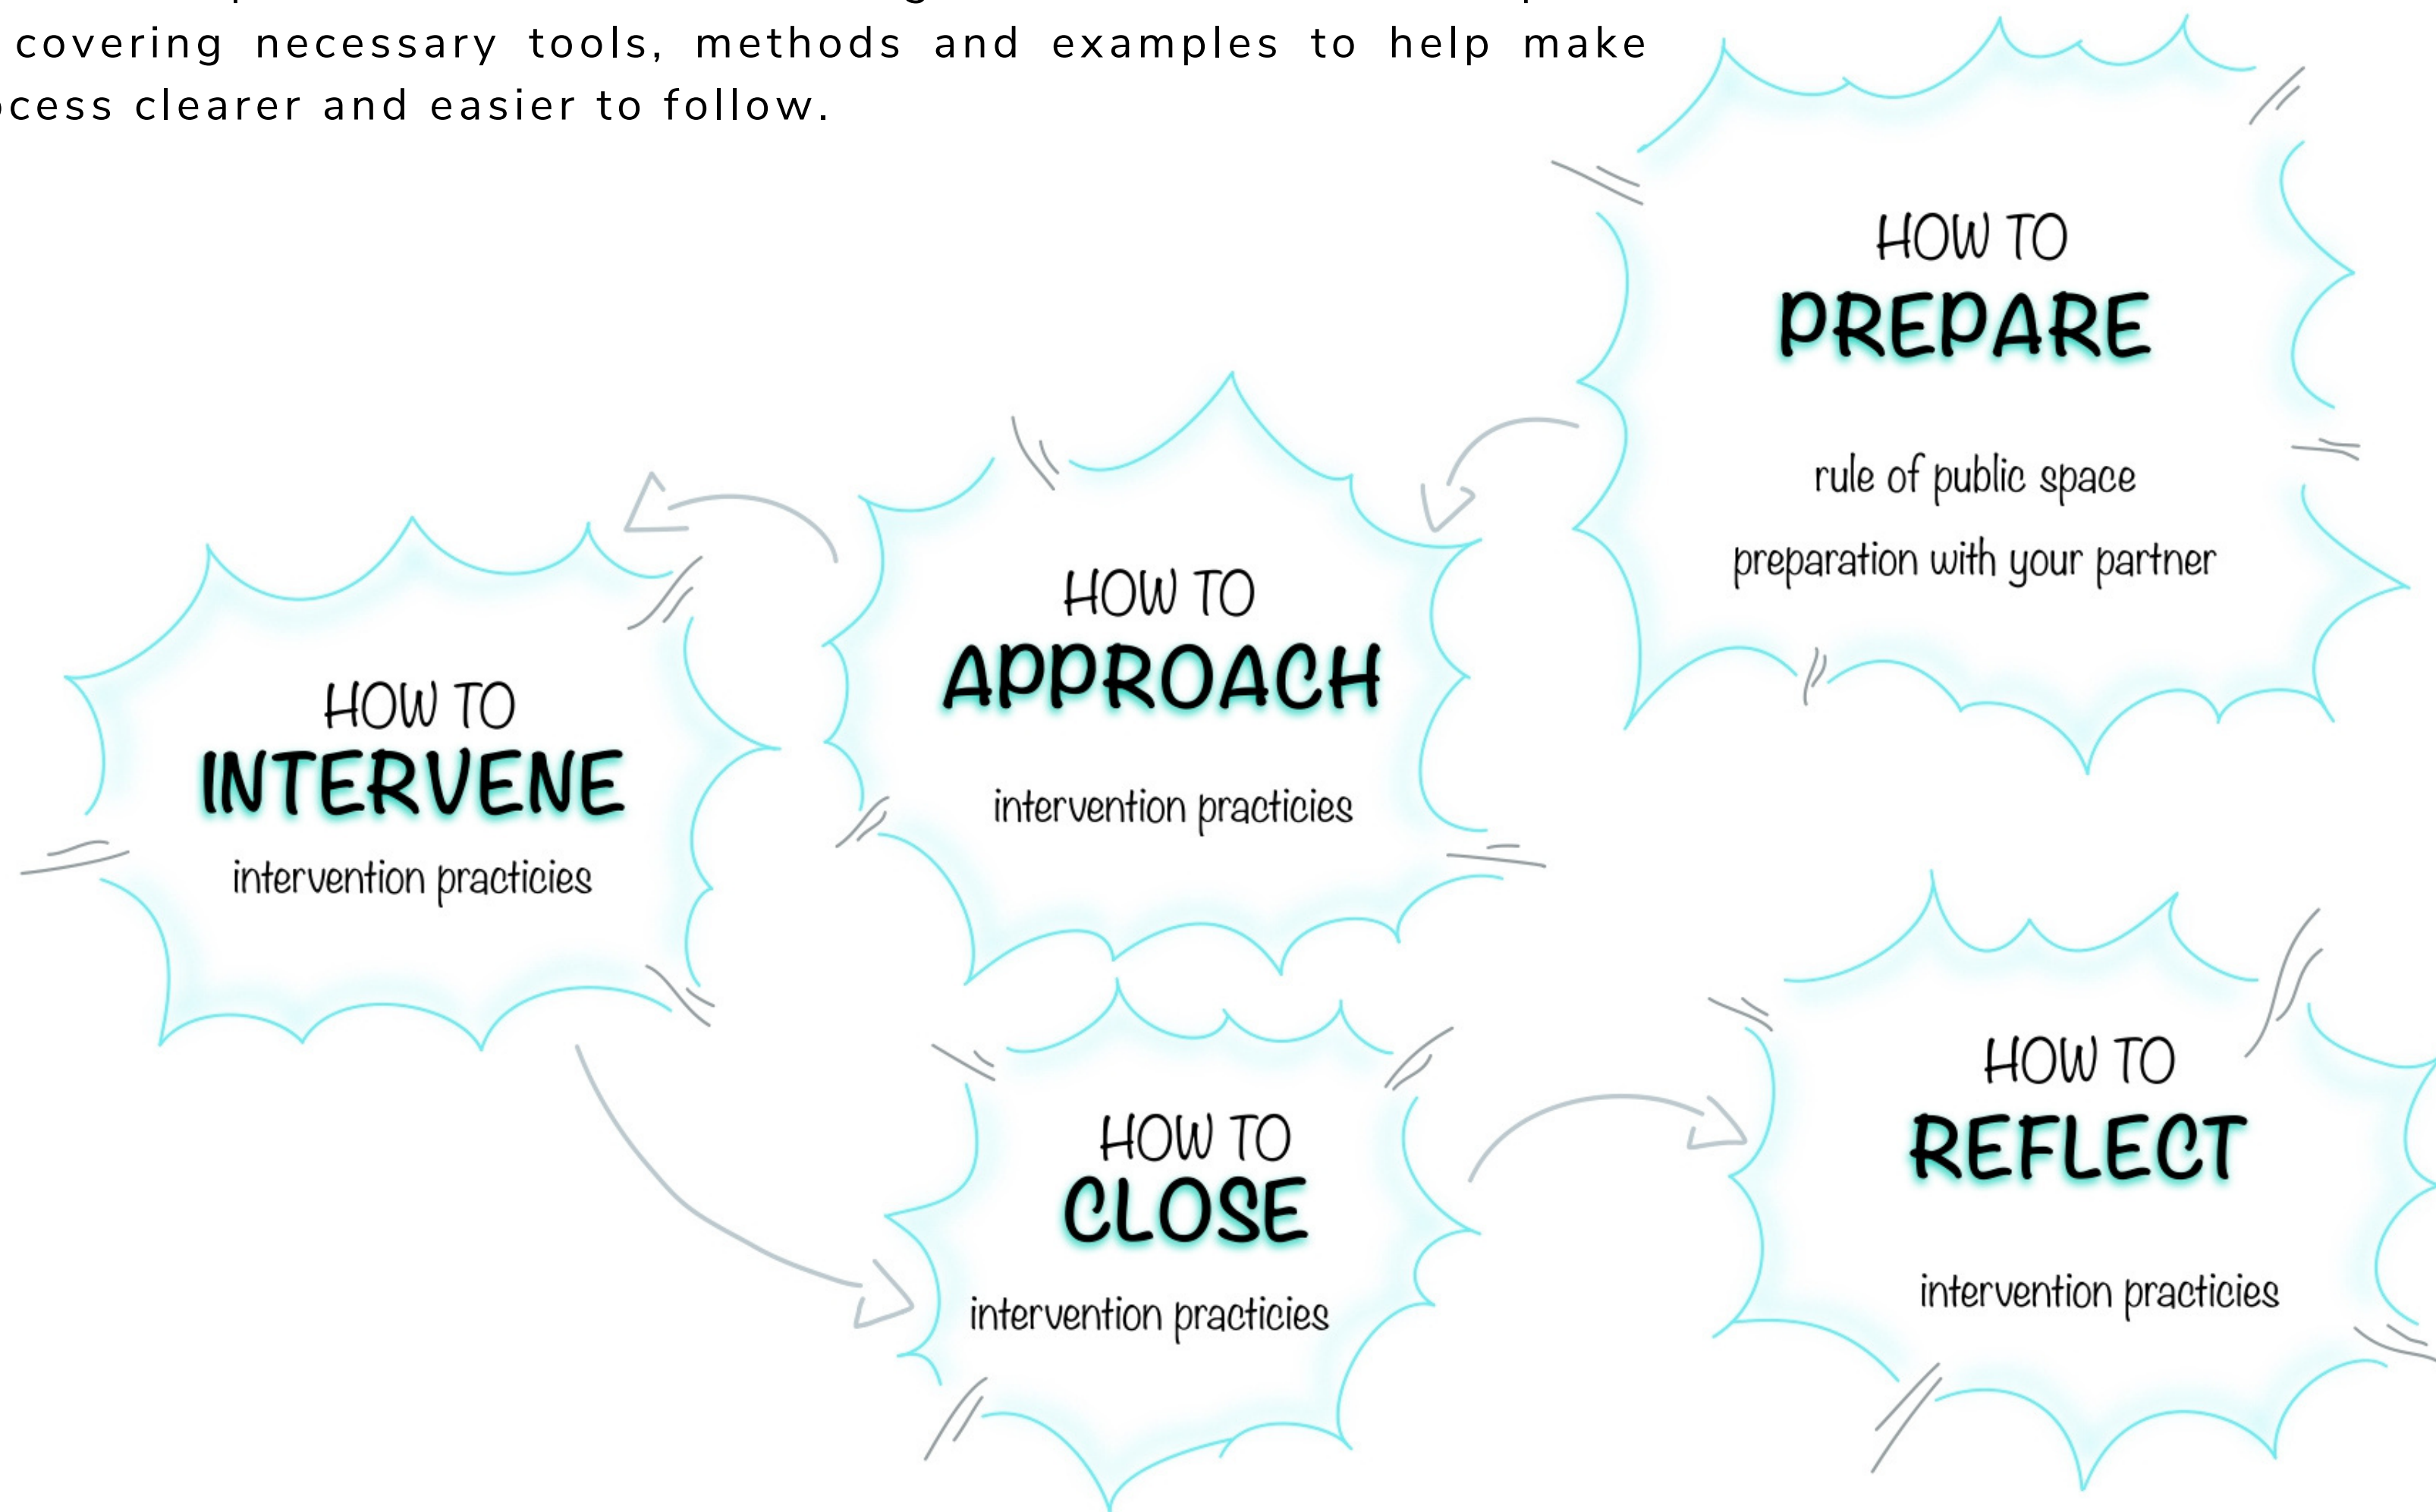 covering necessary tools, methods and examples to help make
clearer and easier to follow.
HOW TO
PREPARE
rule of public space
preparation with your partner
HOW TO
APPROACH
intervention practicies
HOW TO
INTERVENE
intervention practicies
HOW TO
CLOSE
intervention practicies
HOW TO
REFLECT
intervention practicies